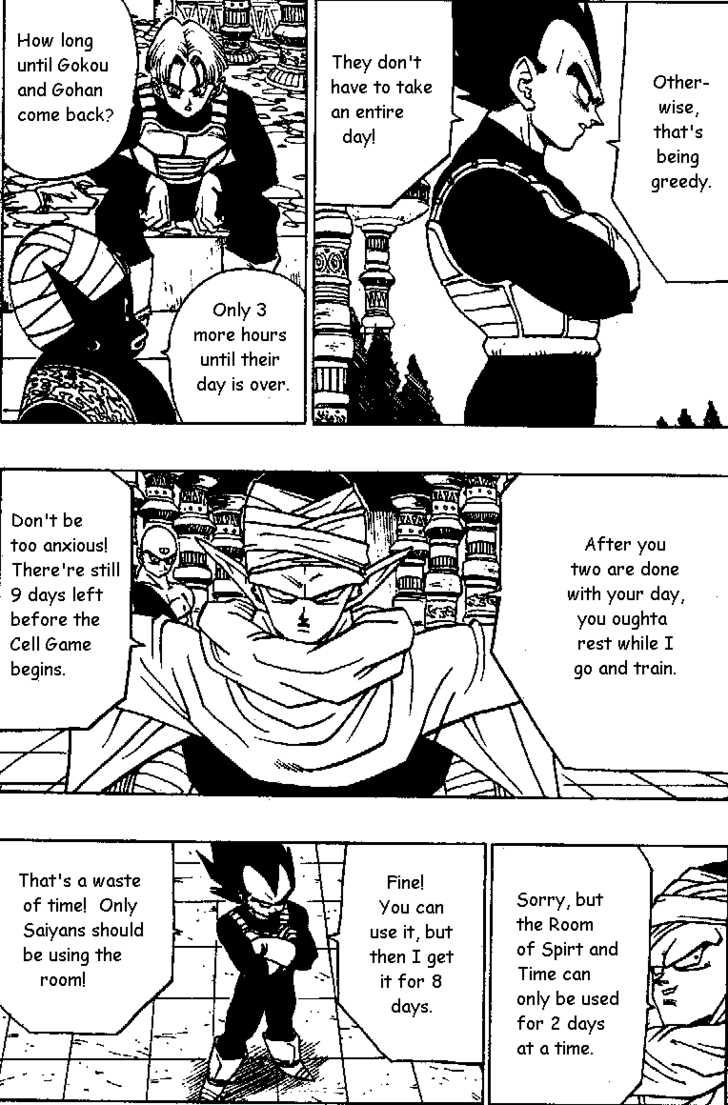 How long
until Gokou
and Gohan
come back?
Only 3
more hours
until their
day is over.
They don't
have to take
an entire
day!
Other-
wise,
that's
being
greedy.
Don't be
too anxious!
There're still
9 days left
before the
Cell Game
begins.
After you
two are done
with your day,
you oughta
rest while I
go and train.
That's a waste
of time! Only
Saiyans should
be using the
room!
Fine!
You can
use it, but
then I get
it for 8
days.
Sorry, but
the Room
of Spirt and
Time can
only be used
for 2 days
at a time.